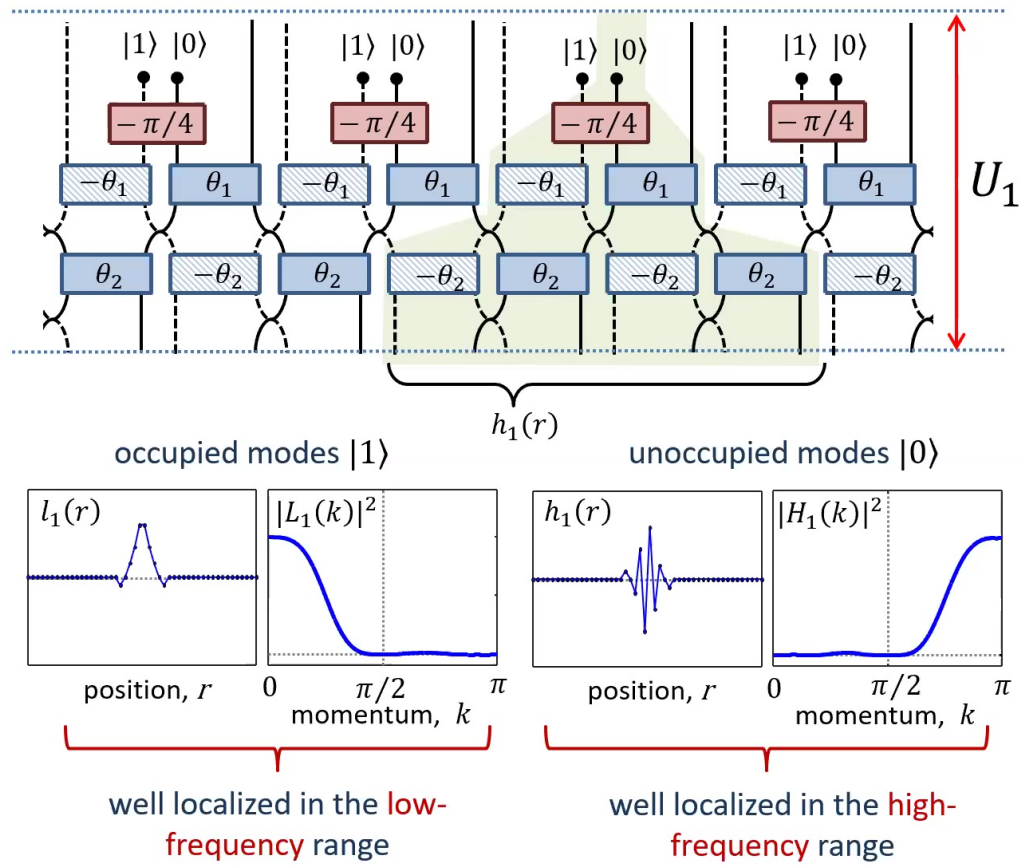 |1⟩ |0⟩ |1⟩ |0⟩ |1⟩ |0⟩ |1⟩ |0⟩
−π/4 −π/4 −π/4 −π/4
−θ₁ θ₁ −θ₁ θ₁ −θ₁ θ₁ −θ₁ θ₁
U₁
θ₂ −θ₂ θ₂ −θ₂ θ₂ −θ₂ θ₂ −θ₂
h₁(r)
occupied modes |1⟩
l₁(r)
|L₁(k)|²
position, r
0 π/2 π
momentum, k
well localized in the low-
frequency range
unoccupied modes |0⟩
h₁(r)
|H₁(k)|²
position, r
0 π/2 π
momentum, k
well localized in the high-
frequency range